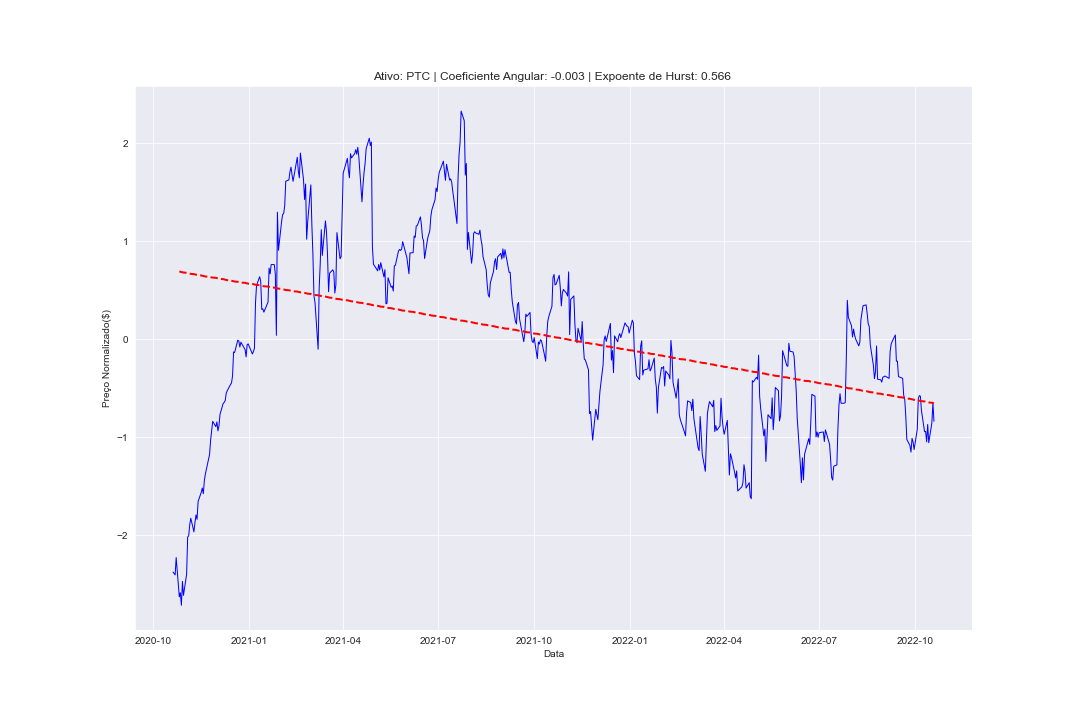 Ativo: PTC | Coeficiente Angular: -0.003 | Expoente de Hurst: 0.566
Preço Normalizado($)
2
1
0
−1
−2
2020-10 2021-01 2021-04 2021-07 2021-10 2022-01 2022-04 2022-07 2022-10
Data